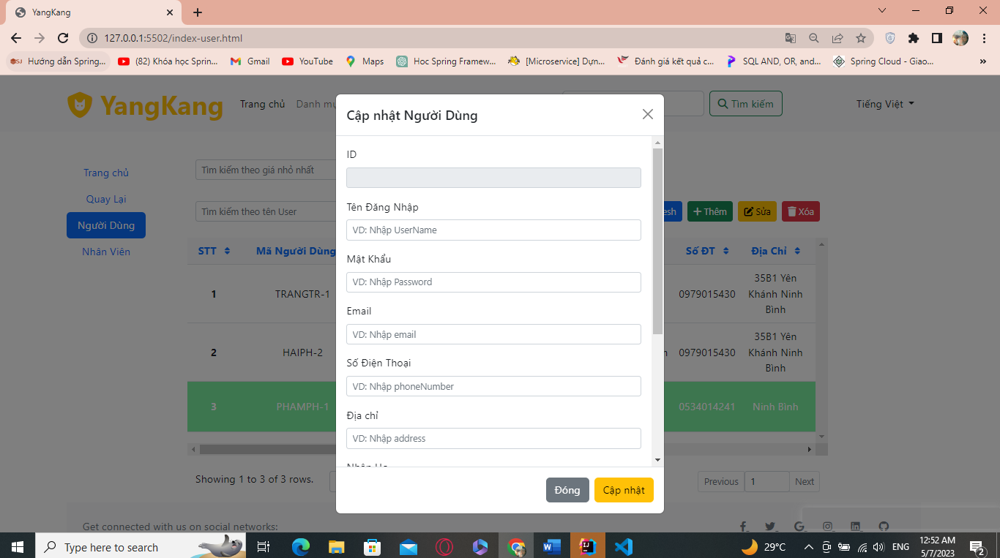 YangKang
127.0.0.1:5502/index-user.html
Hướng dẫn Spring...
(82) Khóa học Sprin...
Gmail
YouTube
Maps
Hoc Spring Framew...
[Microservice] Dựn...
Đánh giá kết quả c...
SQL AND, OR, and...
Spring Cloud - Giao...
YangKang
Trang chủ
Danh mụ
Tìm kiếm
Tiếng Việt
Trang chủ
Quay Lại
Người Dùng
Nhân Viên
Tìm kiếm theo giá nhỏ nhất
Tìm kiếm theo tên User
esh
Thêm
Sửa
Xóa
STT
Mã Người Dùng
Số ĐT
Địa Chỉ
1
TRANGTR-1
0979015430
35B1 Yên
Khánh Ninh
Bình
2
HAIPH-2
0979015430
35B1 Yên
Khánh Ninh
Bình
3
PHAMPH-1
0534014241
Ninh Bình
Showing 1 to 3 of 3 rows.
Previous
1
Next
Get connected with us on social networks:
Cập nhật Người Dùng
ID
Tên Đăng Nhập
VD: Nhập UserName
Mật Khẩu
VD: Nhập Password
Email
VD: Nhập email
Số Điện Thoại
VD: Nhập phoneNumber
Địa chỉ
VD: Nhập address
Đóng
Cập nhật
Type here to search
29°C
ENG
12:52 AM
5/7/2023
2